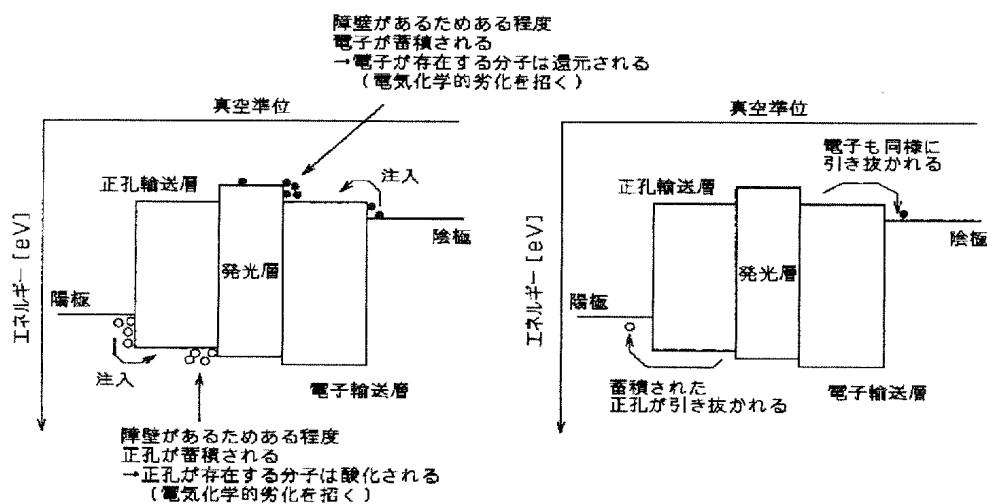 障壁があるためある程度
電子が蓄積される
→電子が存在する分子は還元される
（電気化学的劣化を招く）
真空準位
正孔輸送層
注入
陰極
発光層
陽極
注入
電子輸送層
エネルギー[eV]
障壁があるためある程度
正孔が蓄積される
→正孔が存在する分子は酸化される
（電気化学的劣化を招く）
真空準位
電子も同様に
引き抜かれる
正孔輸送層
陰極
発光層
陽極
電子輸送層
蓄積された
正孔が引き抜かれる
エネルギー[eV]